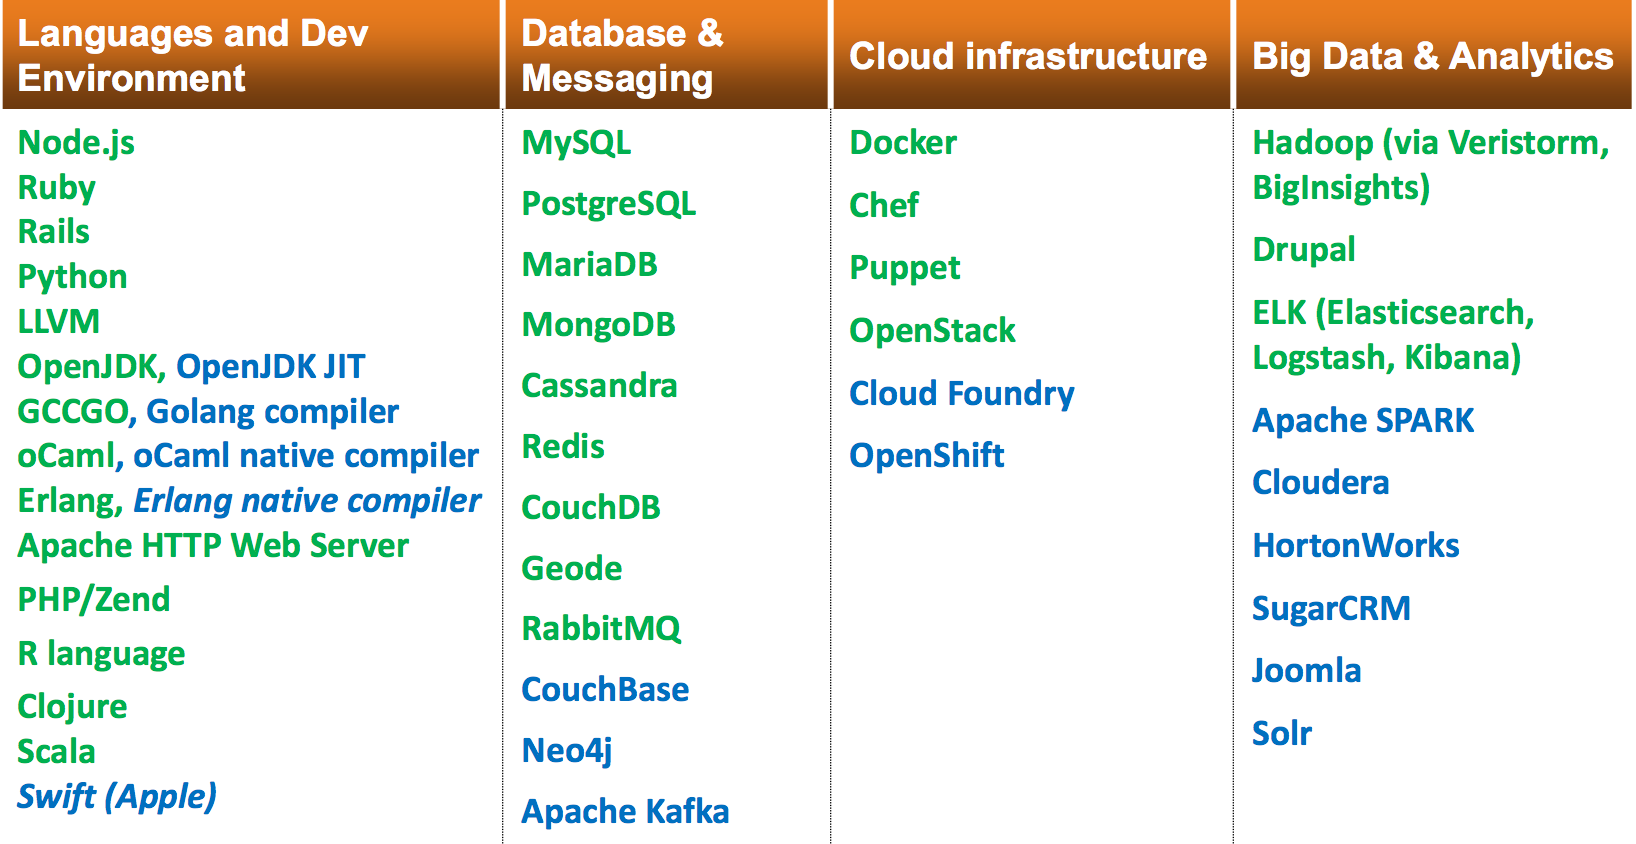 Languages and Dev
Environment
Node.js
Ruby
Rails
Python
LLVM
OpenJDK, OpenJDK JIT
GCCGO, Golang compiler
oCaml, oCaml native compiler
Erlang, Erlang native compiler
Apache HTTP Web Server
PHP/Zend
R language
Clojure
Scala
Swift (Apple)
Database &
Messaging
MySQL
PostgreSQL
MariaDB
MongoDB
Cassandra
Redis
CouchDB
Geode
RabbitMQ
CouchBase
Neo4j
Apache Kafka
Cloud infrastructure
Docker
Chef
Puppet
OpenStack
Cloud Foundry
OpenShift
Big Data & Analytics
Hadoop (via Veristorm,
BigInsights)
Drupal
ELK (Elasticsearch,
Logstash, Kibana)
Apache SPARK
Cloudera
HortonWorks
SugarCRM
Joomla
Solr